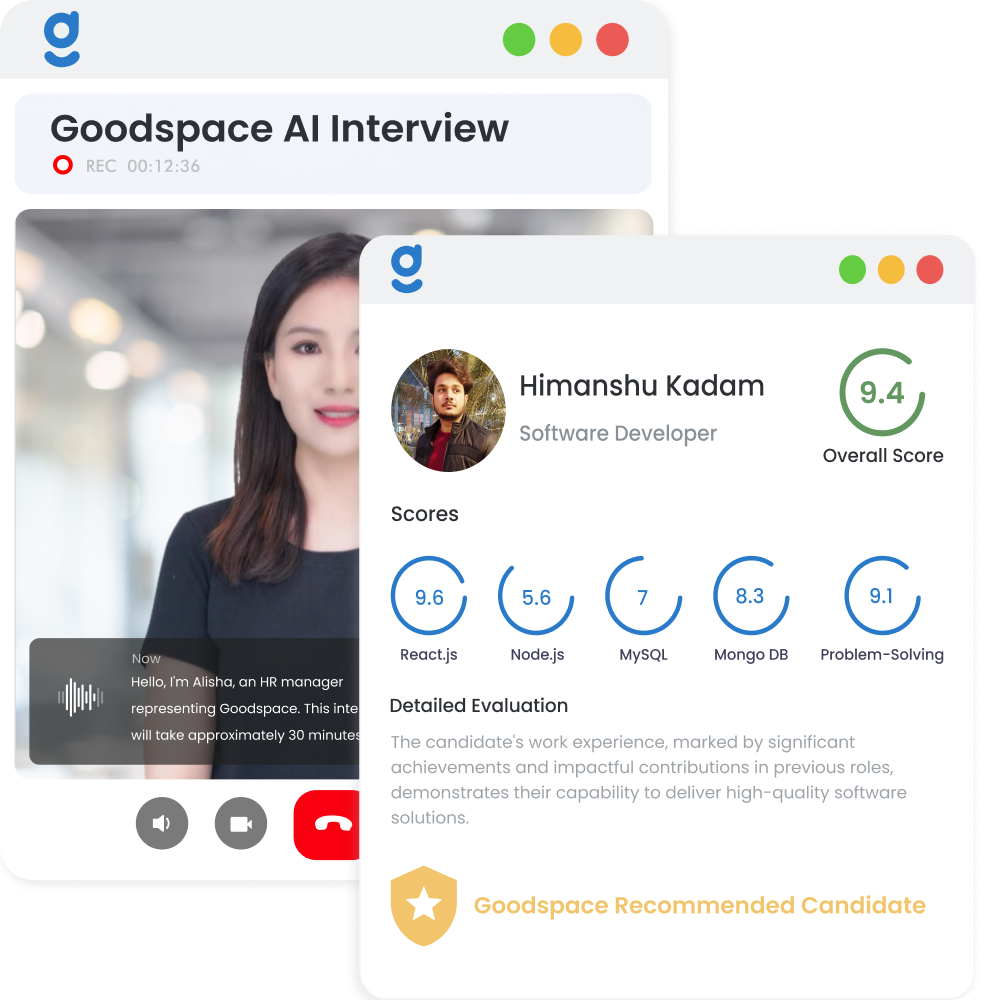 g
Goodspace AI Interview
REC 00:12:36
Now
Hello, I'm Alisha, an HR manager
representing Goodspace. This inte
will take approximately 30 minutes
g
Himanshu Kadam
Software Developer
9.4
Overall Score
Scores
9.6 5.6 7 8.3 9.1
React.js Node.js MySQL Mongo DB Problem-Solving
Detailed Evaluation
The candidate's work experience, marked by significant
achievements and impactful contributions in previous roles,
demonstrates their capability to deliver high-quality software
solutions.
Goodspace Recommended Candidate